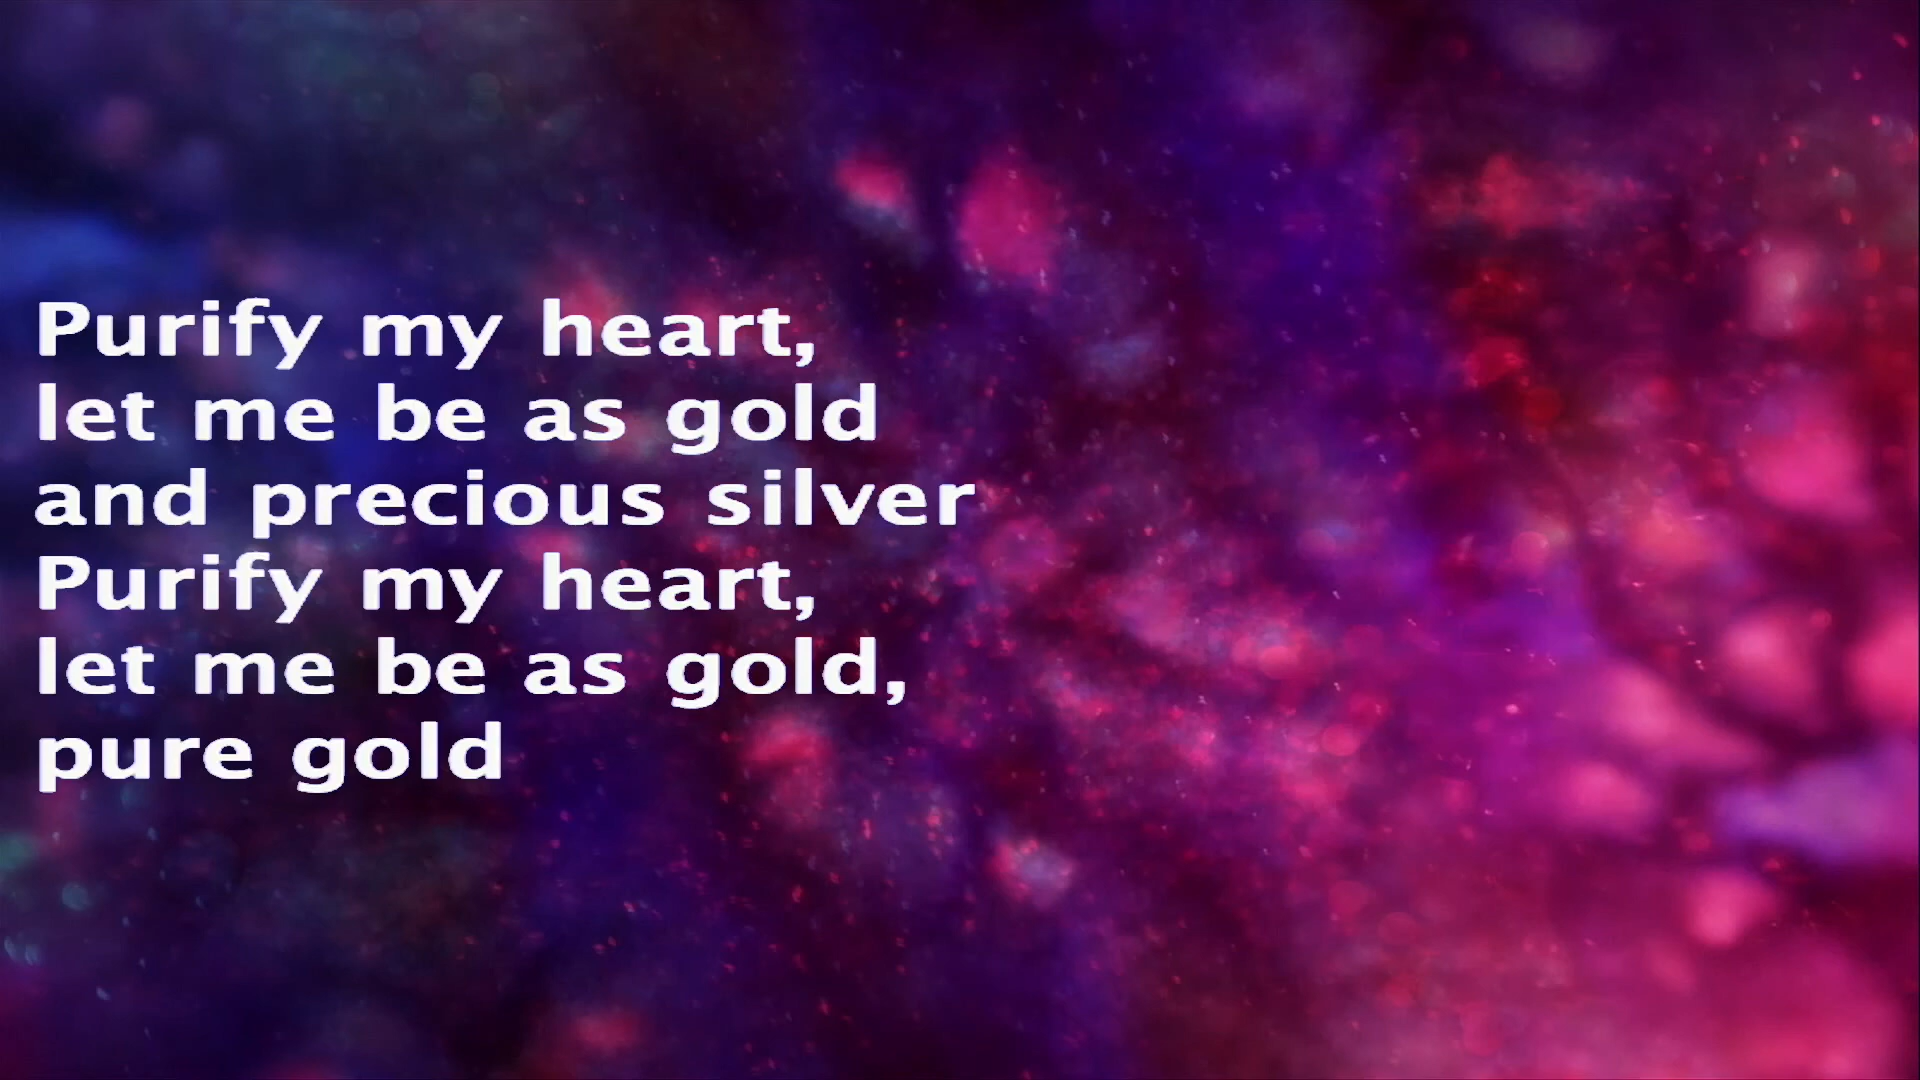 Purify my heart,
let me be as gold
and precious silver
Purify my heart,
let me be as gold,
pure gold